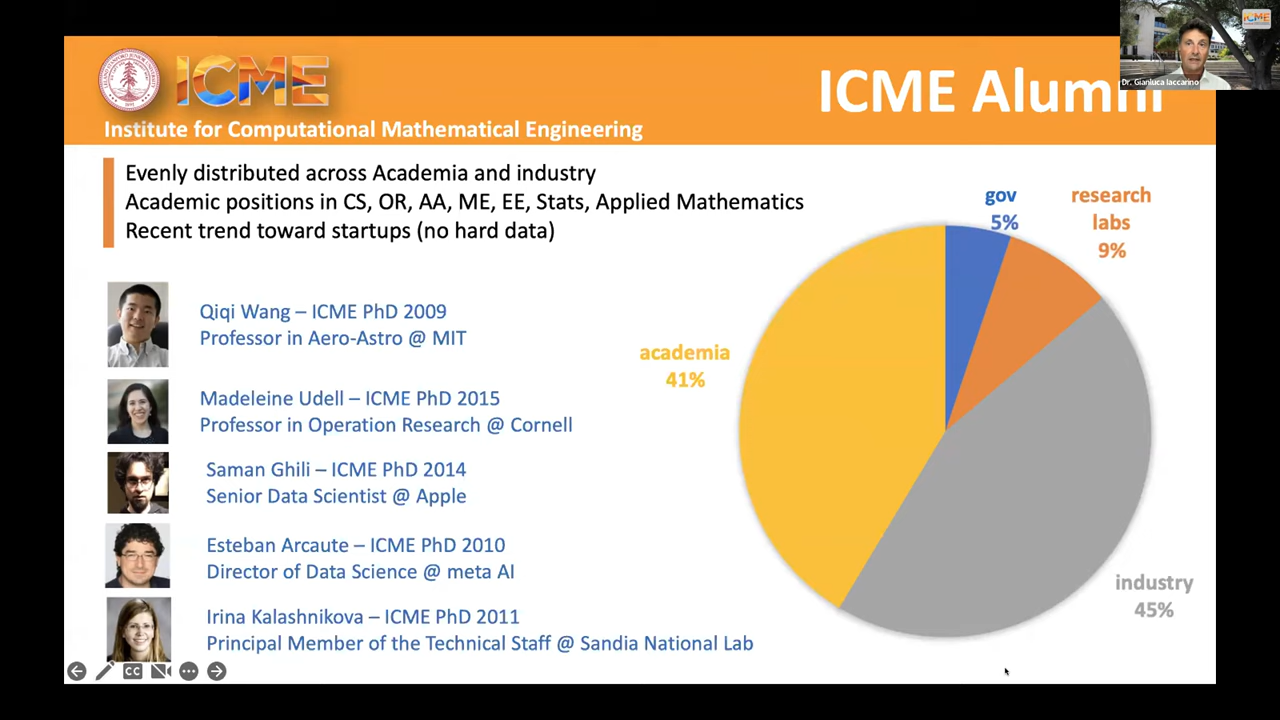 ICME
ICME Alumni
ICME
Dr. Gianluca Iaccarino
Institute for Computational Mathematical Engineering
Evenly distributed across Academia and industry
Academic positions in CS, OR, AA, ME, EE, Stats, Applied Mathematics
Recent trend toward startups (no hard data)
gov
5%
research
labs
9%
academia
41%
industry
45%
Qiqi Wang – ICME PhD 2009
Professor in Aero-Astro @ MIT
Madeleine Udell – ICME PhD 2015
Professor in Operation Research @ Cornell
Saman Ghili – ICME PhD 2014
Senior Data Scientist @ Apple
Esteban Arcaute – ICME PhD 2010
Director of Data Science @ meta AI
Irina Kalashnikova – ICME PhD 2011
Principal Member of the Technical Staff @ Sandia National Lab
CC